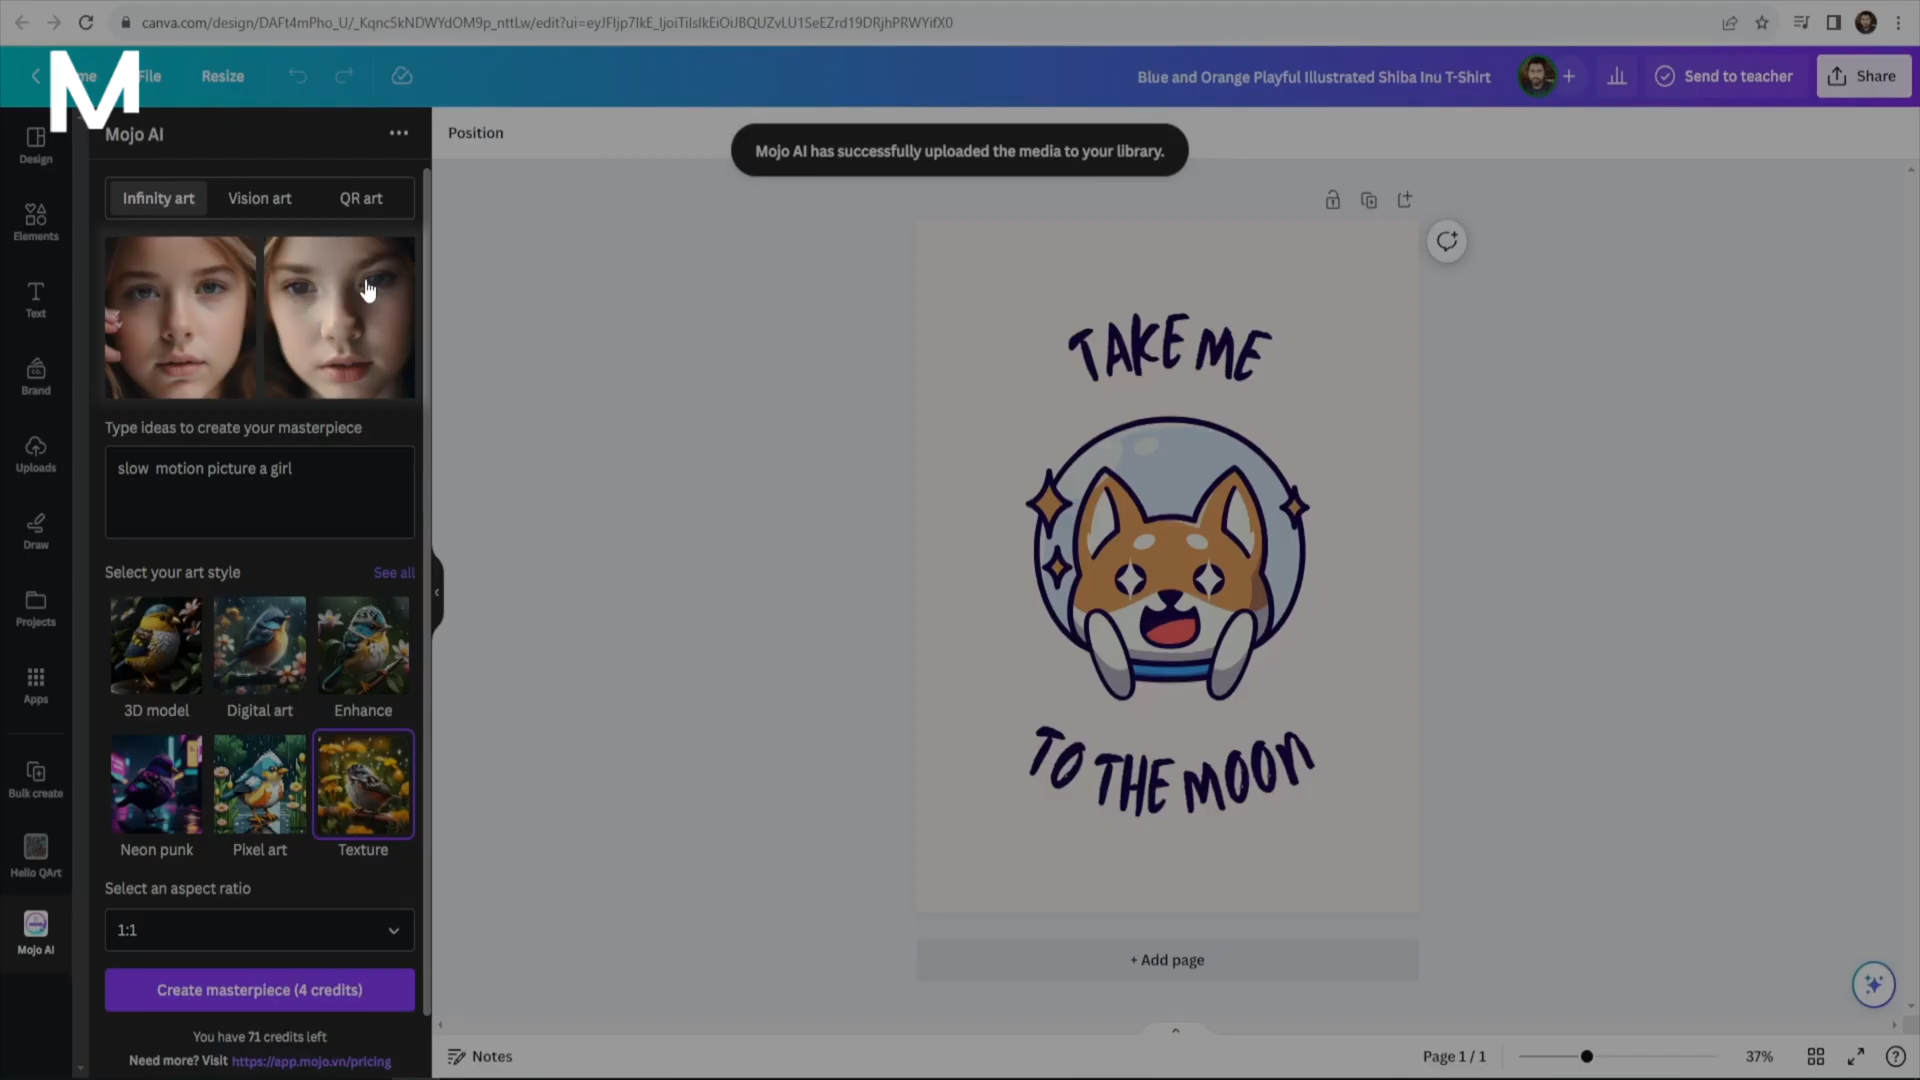 canva.com/design/DAFt4mPho_U/_Kqnc5kNDWYdOM9p_nttLw/edit?ui=eyJFIjp7IkE_IjoiTiIsIkEiOiJBQUZvLU1SeEZrd19DRjhPRWYifX0
M
me
File
Resize
Blue and Orange Playful Illustrated Shiba Inu T-Shirt
Send to teacher
Share
Design
Elements
Text
Brand
Uploads
Draw
Projects
Apps
Bulk create
Hello QArt
Mojo AI
Mojo AI
Infinity art
Vision art
QR art
Type ideas to create your masterpiece
slow  motion picture a girl
Select your art style
See all
3D model
Digital art
Enhance
Neon punk
Pixel art
Texture
Select an aspect ratio
1:1
Create masterpiece (4 credits)
You have 71 credits left
Need more? Visit https://app.mojo.vn/pricing
Position
Mojo AI has successfully uploaded the media to your library.
TAKE ME
TO THE MOON
+ Add page
Notes
Page 1 / 1
37%